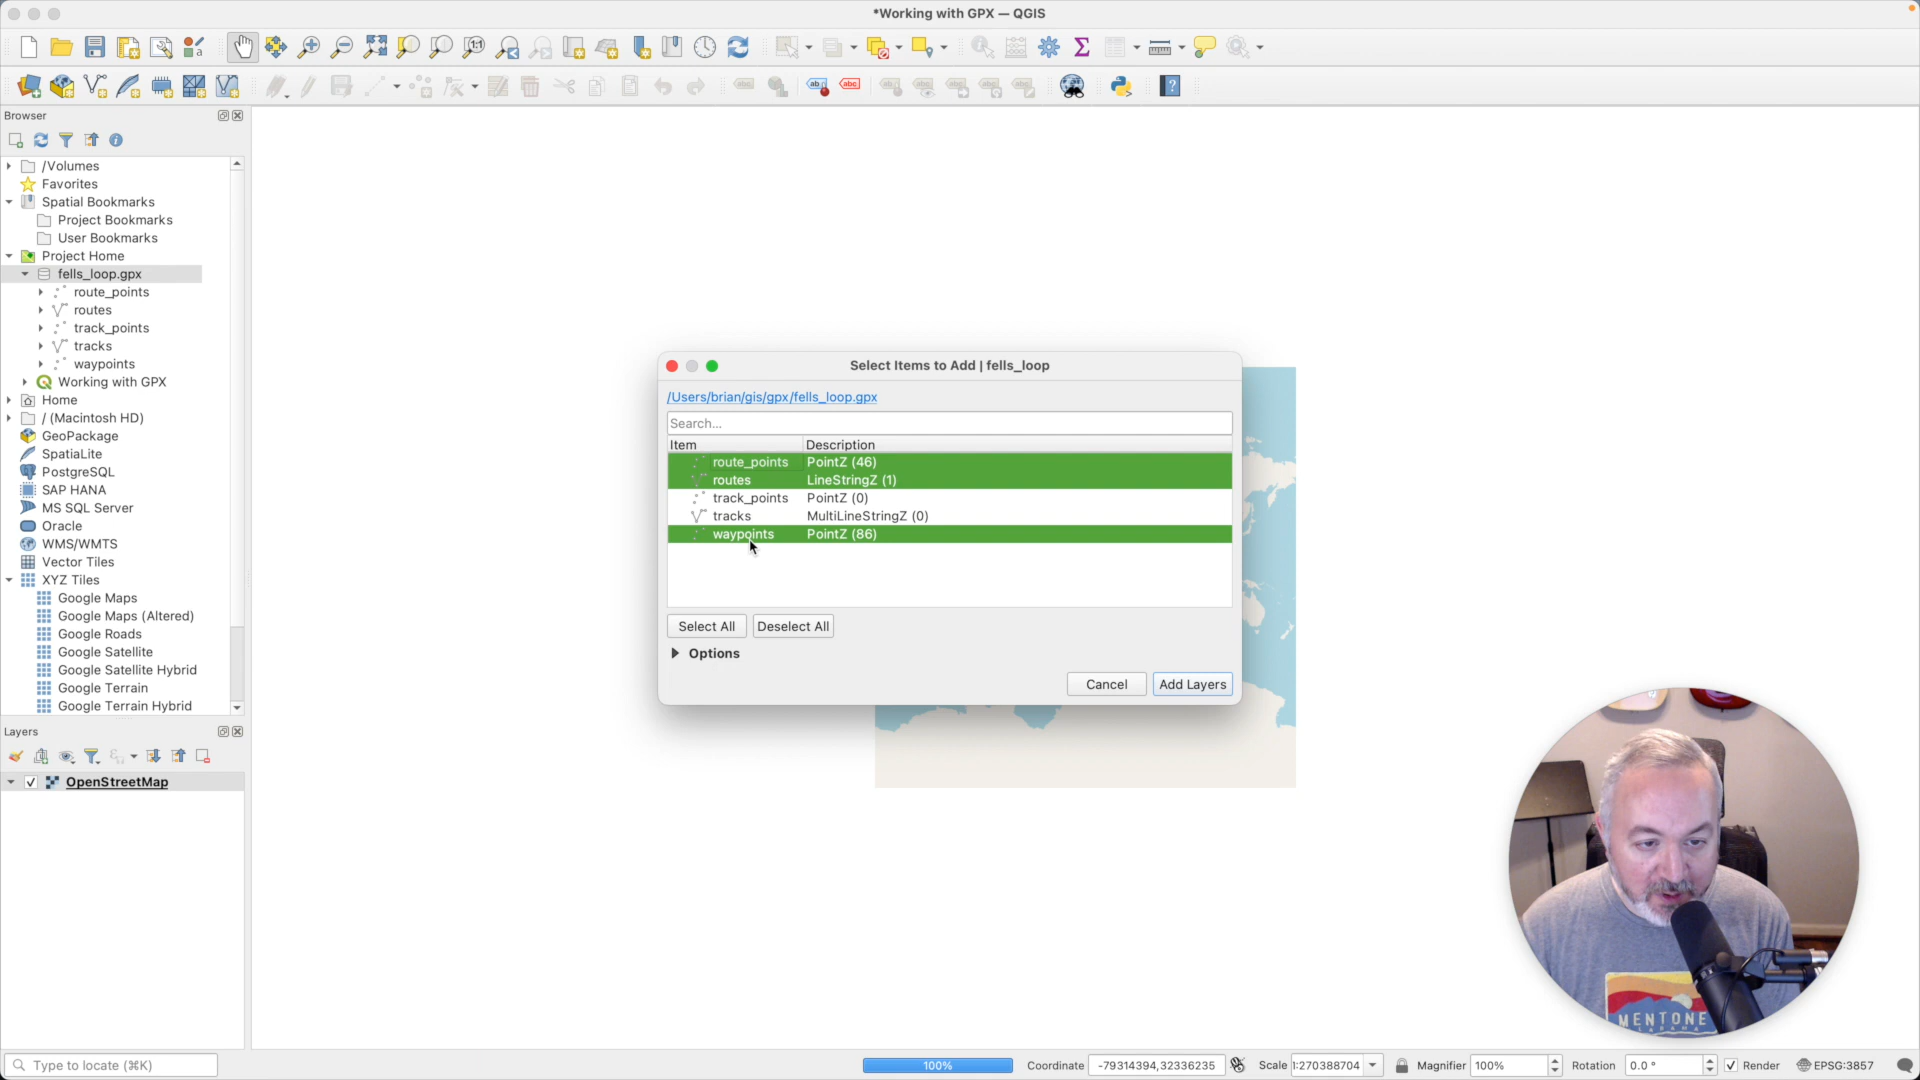 *Working with GPX — QGIS
Browser
/Volumes
Favorites
Spatial Bookmarks
Project Bookmarks
User Bookmarks
Project Home
fells_loop.gpx
route_points
routes
track_points
tracks
waypoints
Working with GPX
Home
/ (Macintosh HD)
GeoPackage
SpatiaLite
PostgreSQL
SAP HANA
MS SQL Server
Oracle
WMS/WMTS
Vector Tiles
XYZ Tiles
Google Maps
Google Maps (Altered)
Google Roads
Google Satellite
Google Satellite Hybrid
Google Terrain
Google Terrain Hybrid
Layers
OpenStreetMap
Select Items to Add | fells_loop
/Users/brian/gis/gpx/fells_loop.gpx
Search...
Item Description
route_points PointZ (46)
routes LineStringZ (1)
track_points PointZ (0)
tracks MultiLineStringZ (0)
waypoints PointZ (86)
Select All Deselect All
Options
Cancel Add Layers
MENTONE
ALABAMA
Type to locate (⌘K) 100% Coordinate -79314394,32336235 Scale 1:270388704 Magnifier 100% Rotation 0.0 ° Render EPSG:3857